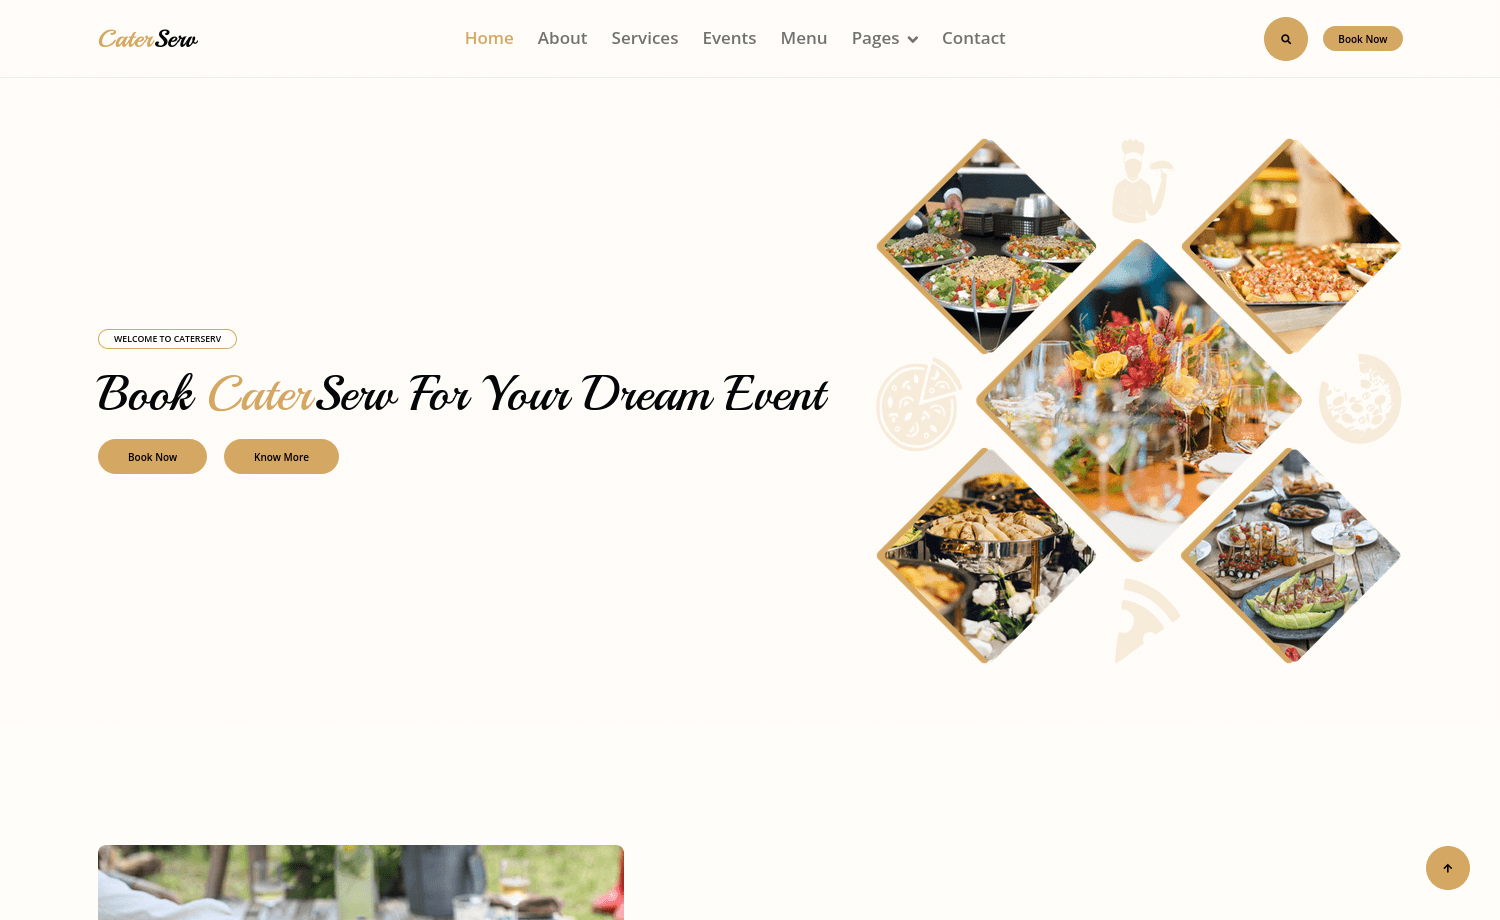 CaterServ
Home About Services Events Menu Pages Contact
Book Now
WELCOME TO CATERSERV
Book CaterServ For Your Dream Event
Book Now
Know More